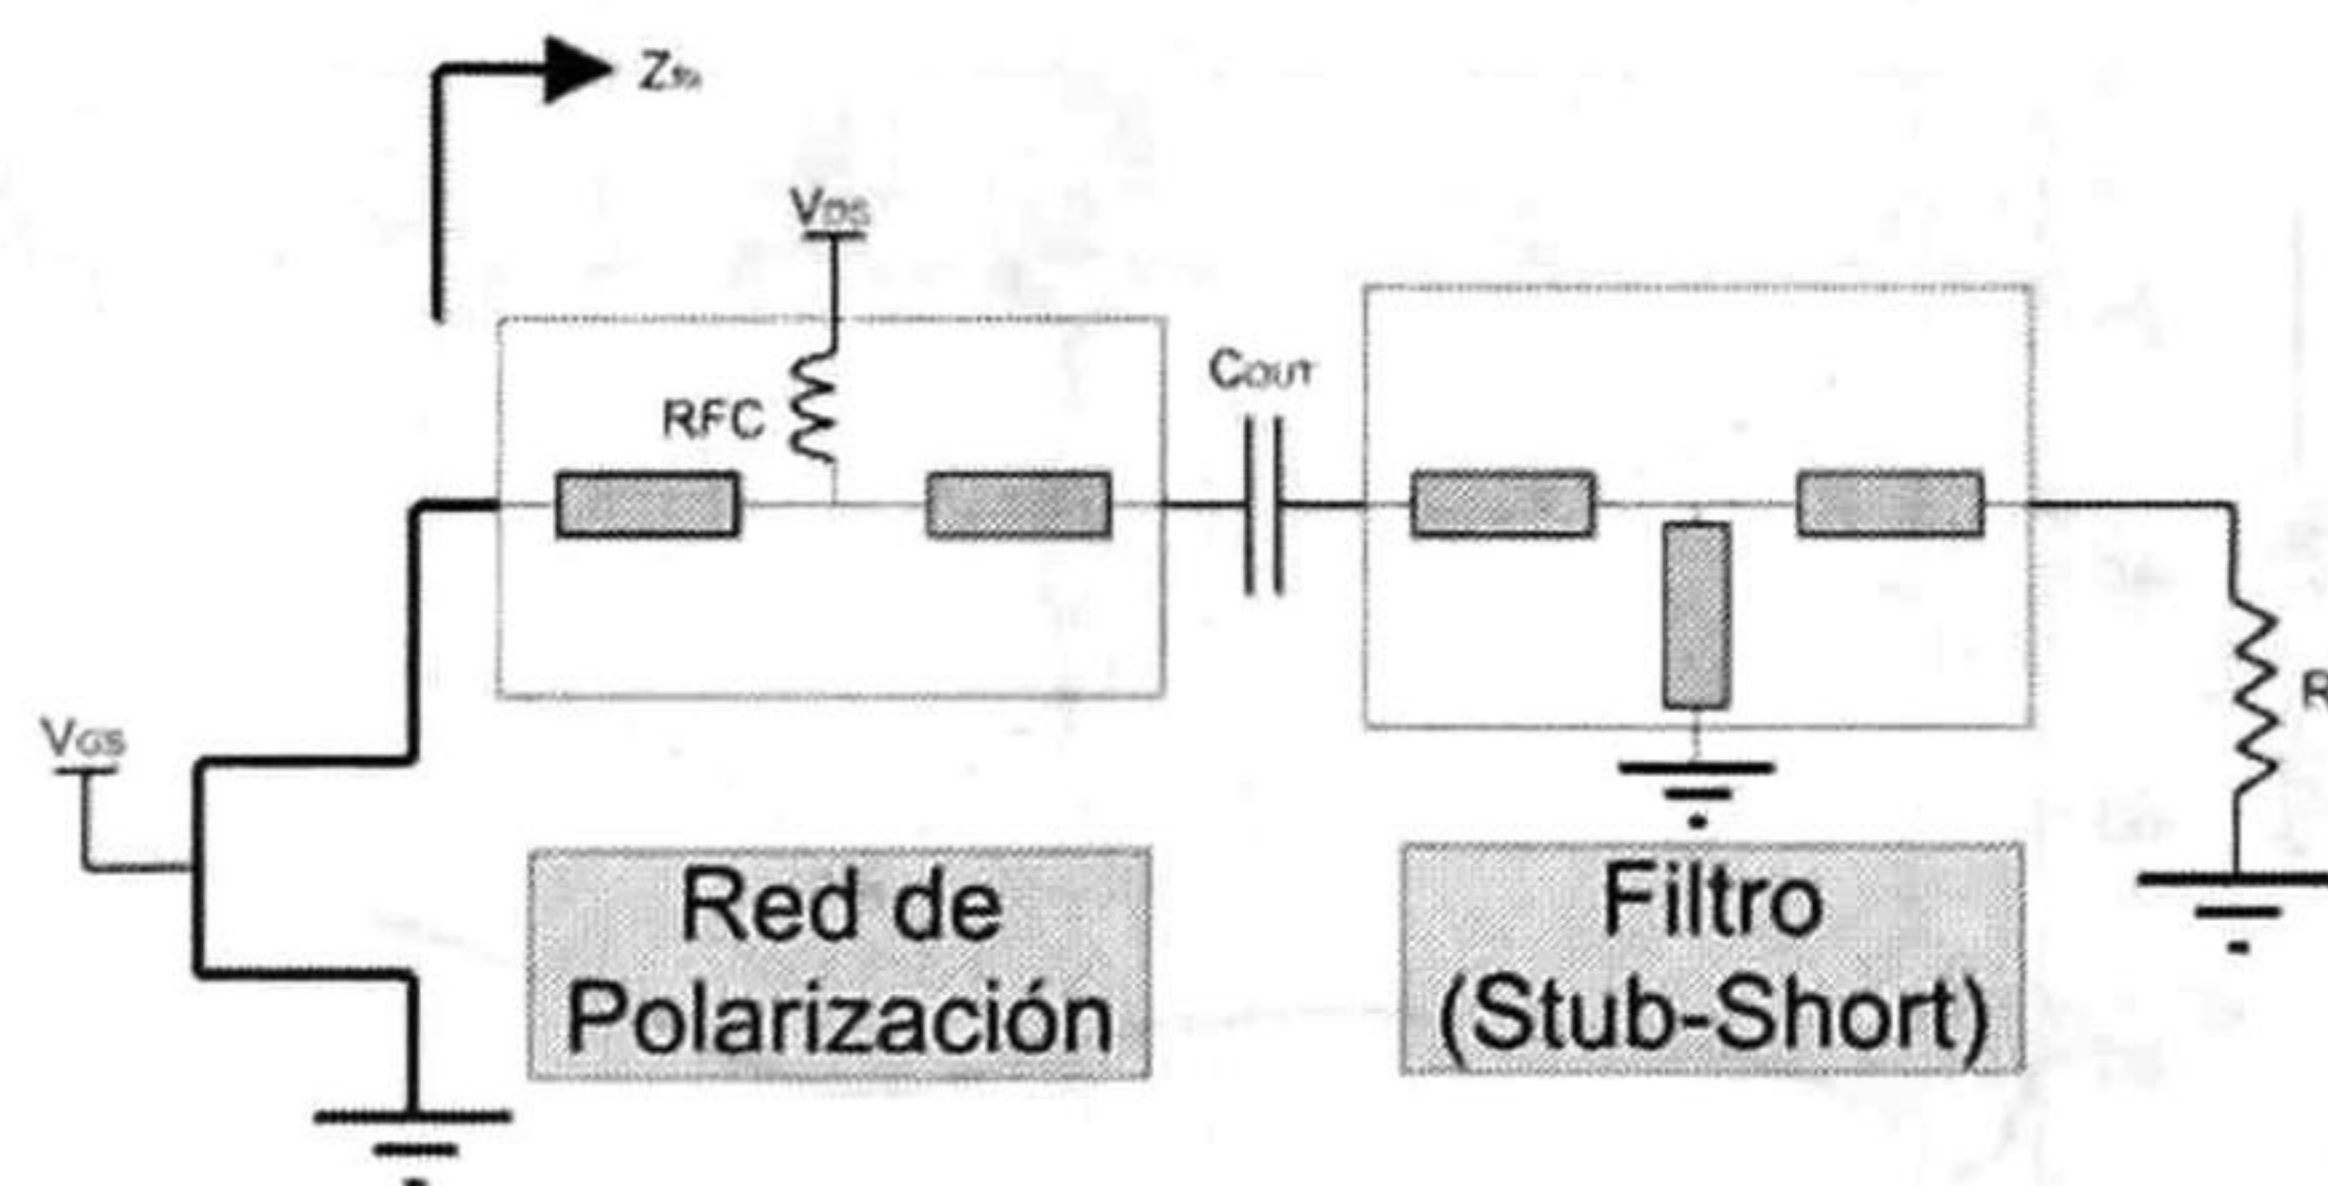 VDS
RFC
COUT
VGS
R
Red de
Polarización
Filtro
(Stub-Short)